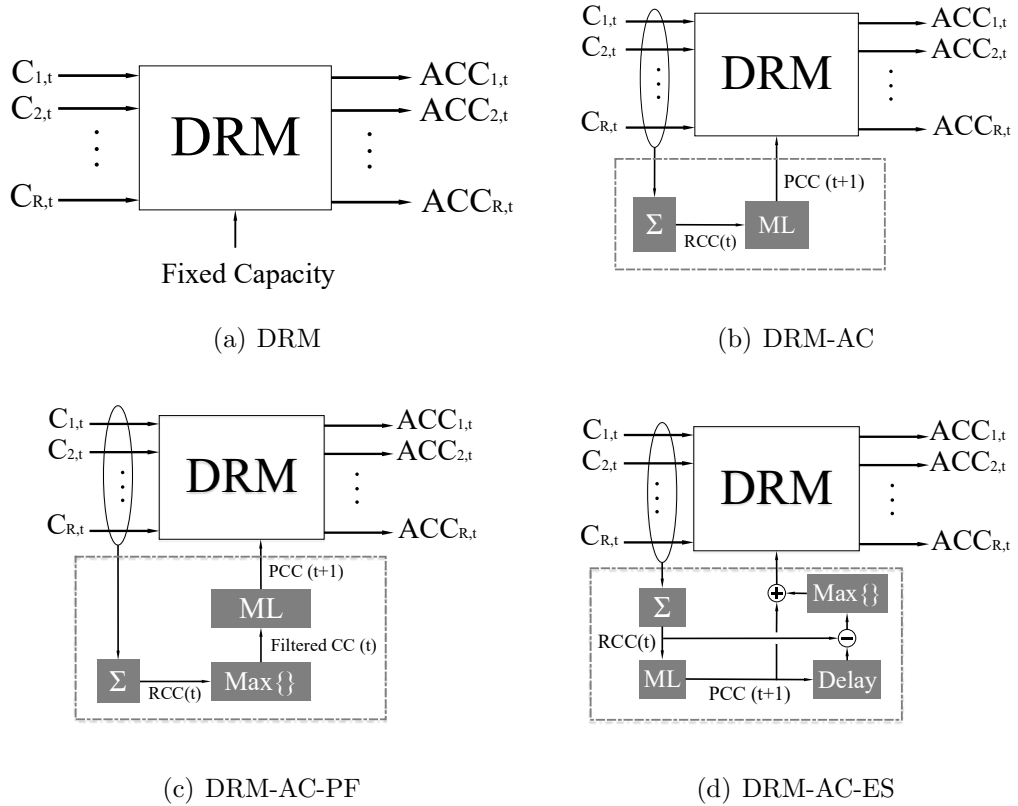 C1,t
C2,t
CR,t
DRM
ACC1,t
ACC2,t
ACCR,t
Fixed Capacity
(a) DRM
C1,t
C2,t
CR,t
DRM
ACC1,t
ACC2,t
ACCR,t
PCC (t+1)
Σ
RCC(t)
ML
(b) DRM-AC
C1,t
C2,t
CR,t
DRM
ACC1,t
ACC2,t
ACCR,t
PCC (t+1)
ML
Filtered CC (t)
Σ
RCC(t)
Max{}
(c) DRM-AC-PF
C1,t
C2,t
CR,t
DRM
ACC1,t
ACC2,t
ACCR,t
Σ
+
Max{}
RCC(t)
−
ML
PCC (t+1)
Delay
(d) DRM-AC-ES